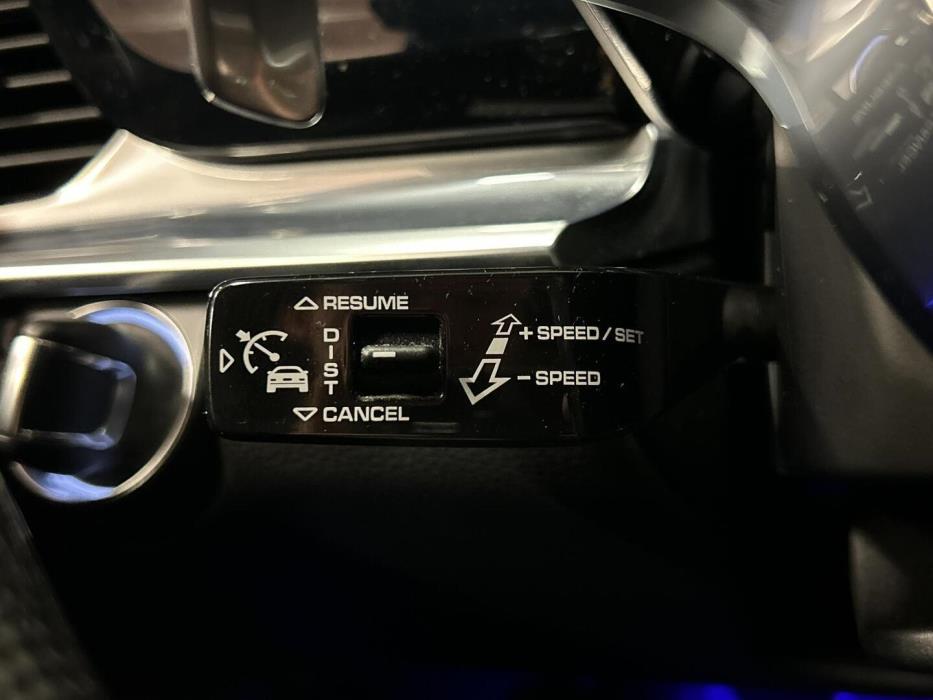 RESUME
DIST
+ SPEED / SET
- SPEED
CANCEL